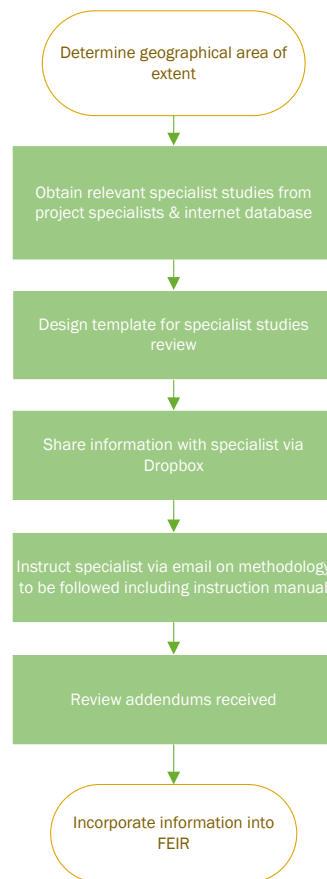 Determine geographical area of
extent
Obtain relevant specialist studies from
project specialists & internet database
Design template for specialist studies
review
Share information with specialist via
Dropbox
Instruct specialist via email on methodology
to be followed including instruction manual
Review addendums received
Incorporate information into
FEIR